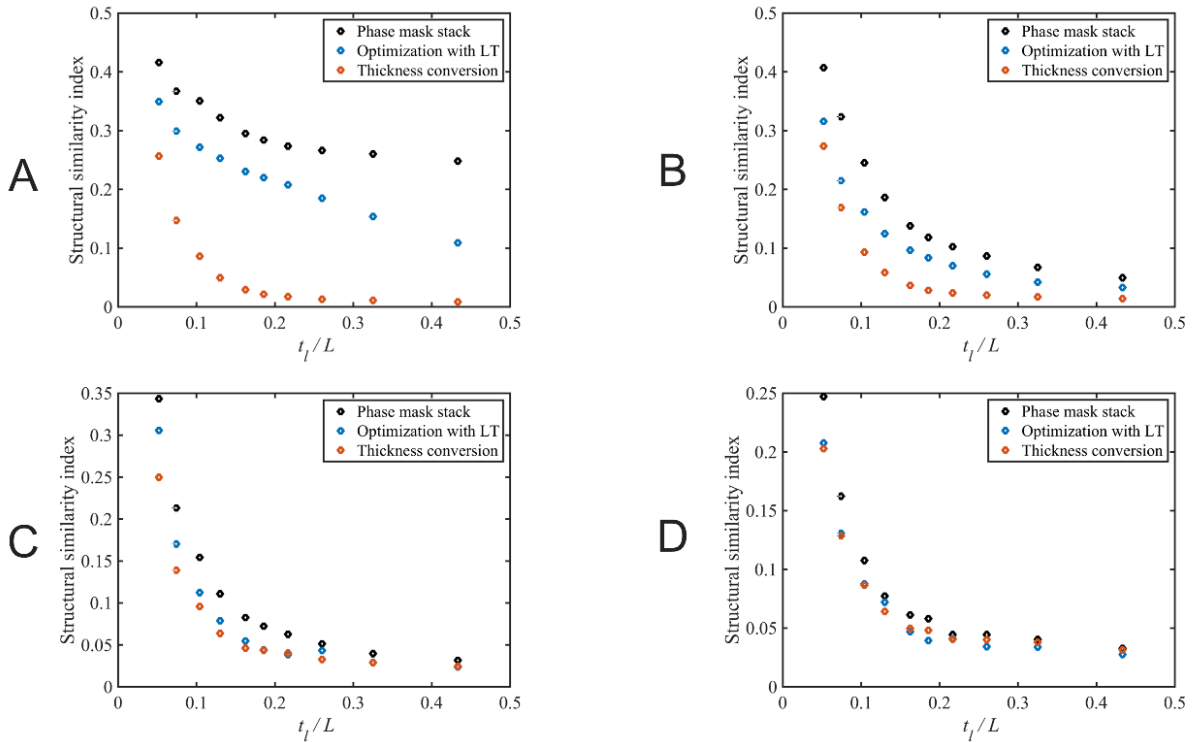 A
Structural similarity index
0.5
0.4
0.3
0.2
0.1
0
0 0.1 0.2 0.3 0.4 0.5
t_l / L
Phase mask stack
Optimization with LT
Thickness conversion
B
Structural similarity index
0.5
0.4
0.3
0.2
0.1
0
0 0.1 0.2 0.3 0.4 0.5
t_l / L
Phase mask stack
Optimization with LT
Thickness conversion
C
Structural similarity index
0.35
0.3
0.25
0.2
0.15
0.1
0.05
0
0 0.1 0.2 0.3 0.4 0.5
t_l / L
Phase mask stack
Optimization with LT
Thickness conversion
D
Structural similarity index
0.25
0.2
0.15
0.1
0.05
0
0 0.1 0.2 0.3 0.4 0.5
t_l / L
Phase mask stack
Optimization with LT
Thickness conversion